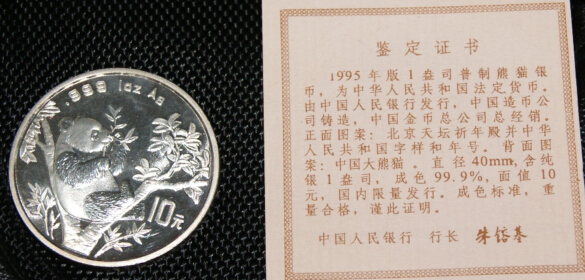 .999 1oz Ag
10元
鉴定证书
1995年版1盎司普制熊猫银
币，为中华人民共和国法定货币。
由中国人民银行发行，中国造币公
司铸造，中国金币总公司总经销。
正面图案：北京天坛祈年殿并中华
人民共和国字样和年号。背面图
案：中国大熊猫。直径40mm,含纯
银1盎司，成色99.9%，面值10
元，国内限量发行。成色标准，重
量合格，谨此证明。
中国人民银行 行长 朱镕基